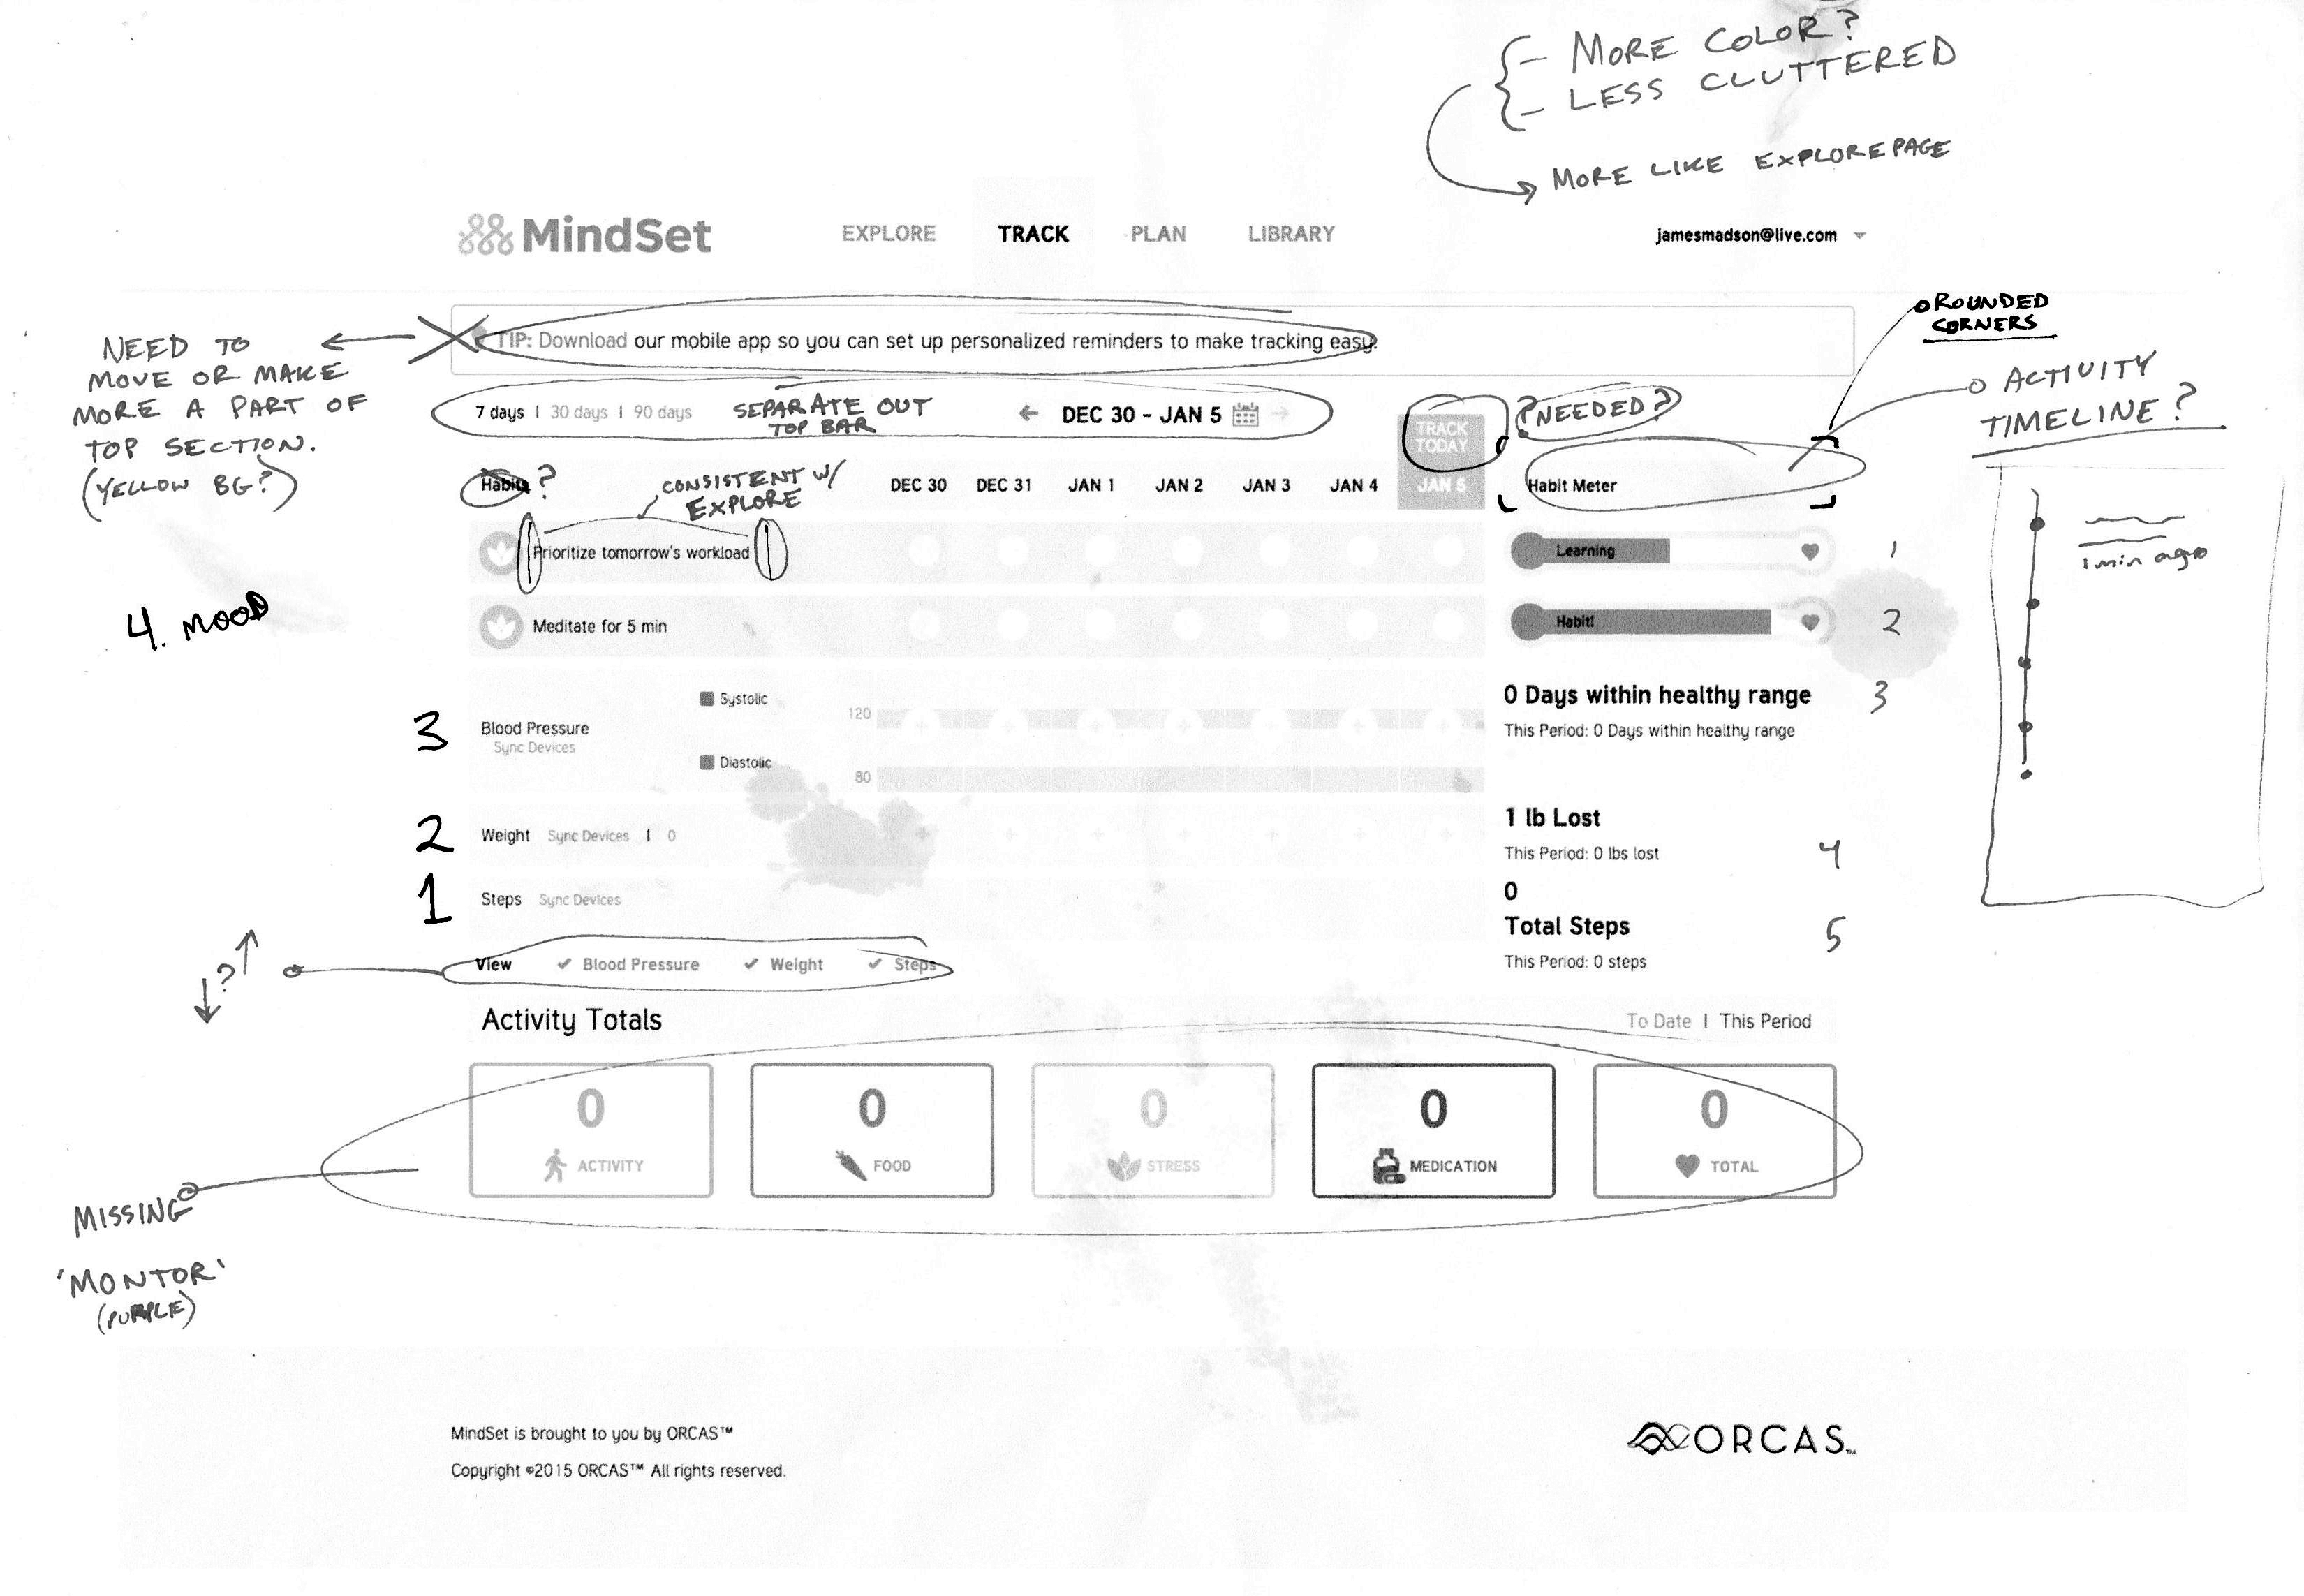 - MORE COLOR?
- LESS CLUTTERED
MORE LIKE EXPLORE PAGE
MindSet
EXPLORE TRACK PLAN LIBRARY
jamesmadson@live.com
ROUNDED
CORNERS
NEED TO
MOVE OR MAKE
MORE A PART OF
TOP SECTION.
(YELLOW BG?)
TIP: Download our mobile app so you can set up personalized reminders to make tracking easy.
ACTIVITY
TIMELINE?
1 min ago
7 days | 30 days | 90 days
SEPARATE OUT
TOP BAR
← DEC 30 - JAN 5 →
TRACK
TODAY
?NEEDED?
Habits ?
CONSISTENT W/
EXPLORE
DEC 30 DEC 31 JAN 1 JAN 2 JAN 3 JAN 4 JAN 5
Habit Meter
Prioritize tomorrow's workload
Learning 1
4. MOOD
Meditate for 5 min
Habit! 2
3
Blood Pressure
Sync Devices
Systolic
120
Diastolic
80
0 Days within healthy range 3
This Period: 0 Days within healthy range
2
Weight Sync Devices | 0
1 lb Lost
This Period: 0 lbs lost 4
1
Steps Sync Devices
0
Total Steps 5
This Period: 0 steps
↓?↑
View ✓ Blood Pressure ✓ Weight ✓ Steps
Activity Totals
To Date | This Period
0 0 0 0 0
ACTIVITY FOOD STRESS MEDICATION TOTAL
MISSING
'MONTOR'
(PURPLE)
MindSet is brought to you by ORCAS™
Copyright ©2015 ORCAS™ All rights reserved.
ORCAS™